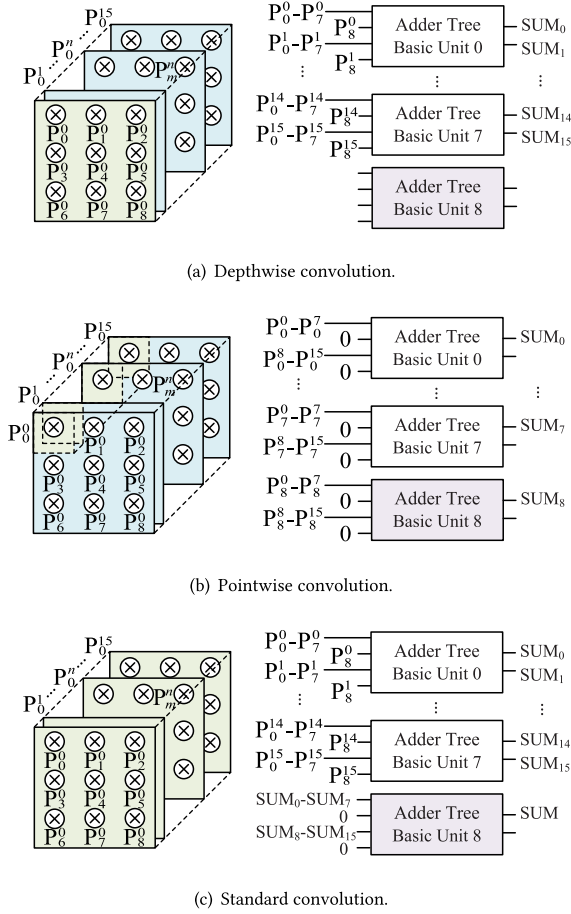 P₀¹⁵
P₀ⁿ
P₀¹
Pₘⁿ
P₀⁰ P₁⁰ P₂⁰
P₃⁰ P₄⁰ P₅⁰
P₆⁰ P₇⁰ P₈⁰
P₀⁰-P₇⁰
P₈⁰
P₀¹-P₇¹
P₈¹
Adder Tree
Basic Unit 0
SUM₀
SUM₁
⋮ ⋮ ⋮
P₀¹⁴-P₇¹⁴
P₈¹⁴
P₀¹⁵-P₇¹⁵
P₈¹⁵
Adder Tree
Basic Unit 7
SUM₁₄
SUM₁₅
Adder Tree
Basic Unit 8
(a) Depthwise convolution.
P₀¹⁵
P₀ⁿ
P₀¹
Pₘⁿ
P₀⁰ P₁⁰ P₂⁰
P₃⁰ P₄⁰ P₅⁰
P₆⁰ P₇⁰ P₈⁰
P₀⁰-P₀⁷
0
P₀⁸-P₀¹⁵
0
Adder Tree
Basic Unit 0
SUM₀
⋮ ⋮ ⋮
P₇⁰-P₇⁷
0
P₇⁸-P₇¹⁵
0
Adder Tree
Basic Unit 7
SUM₇
P₈⁰-P₈⁷
0
P₈⁸-P₈¹⁵
0
Adder Tree
Basic Unit 8
SUM₈
(b) Pointwise convolution.
P₀¹⁵
P₀ⁿ
P₀¹
Pₘⁿ
P₀⁰ P₁⁰ P₂⁰
P₃⁰ P₄⁰ P₅⁰
P₆⁰ P₇⁰ P₈⁰
P₀⁰-P₇⁰
P₈⁰
P₀¹-P₇¹
P₈¹
Adder Tree
Basic Unit 0
SUM₀
SUM₁
⋮ ⋮ ⋮
P₀¹⁴-P₇¹⁴
P₈¹⁴
P₀¹⁵-P₇¹⁵
P₈¹⁵
Adder Tree
Basic Unit 7
SUM₁₄
SUM₁₅
SUM₀-SUM₇
0
SUM₈-SUM₁₅
0
Adder Tree
Basic Unit 8
SUM
(c) Standard convolution.